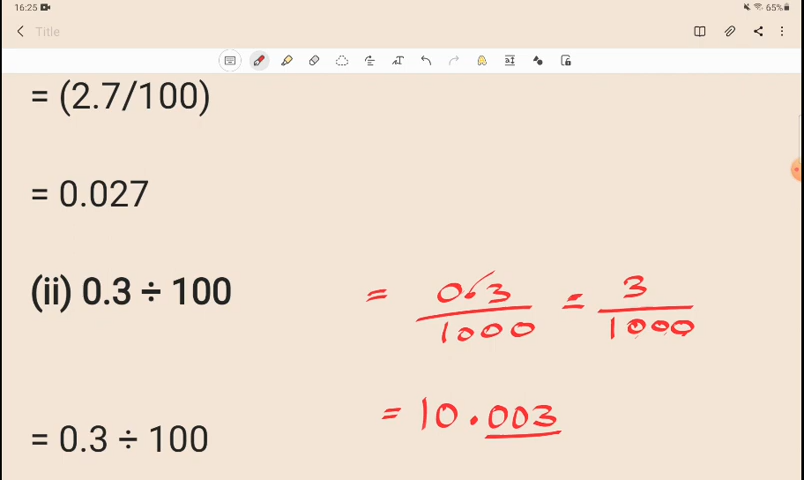 16:25 65%
Title
= (2.7/100)
= 0.027
(ii) 0.3 ÷ 100 = 0.3/1000 = 3/1000
= 10.003
= 0.3 ÷ 100